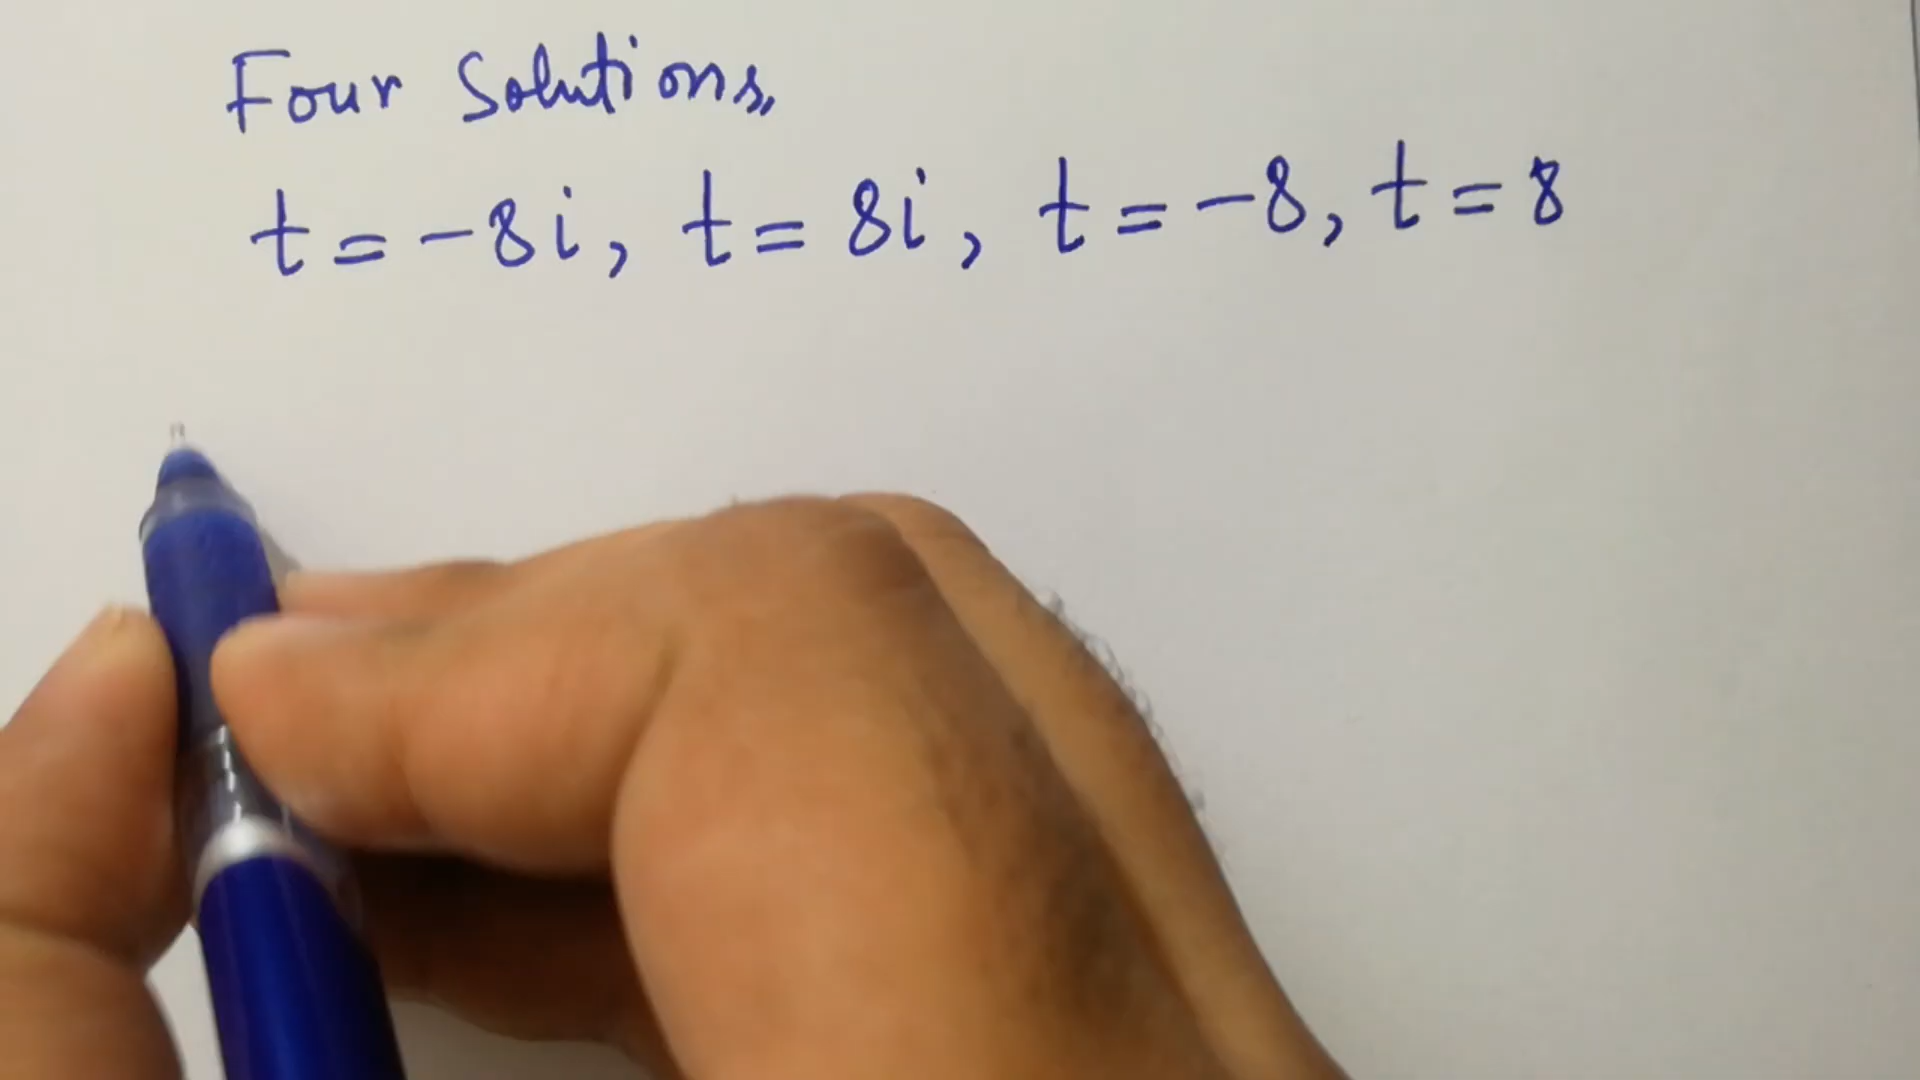 Four Solutions,
t = -8i, t = 8i, t = -8, t = 8